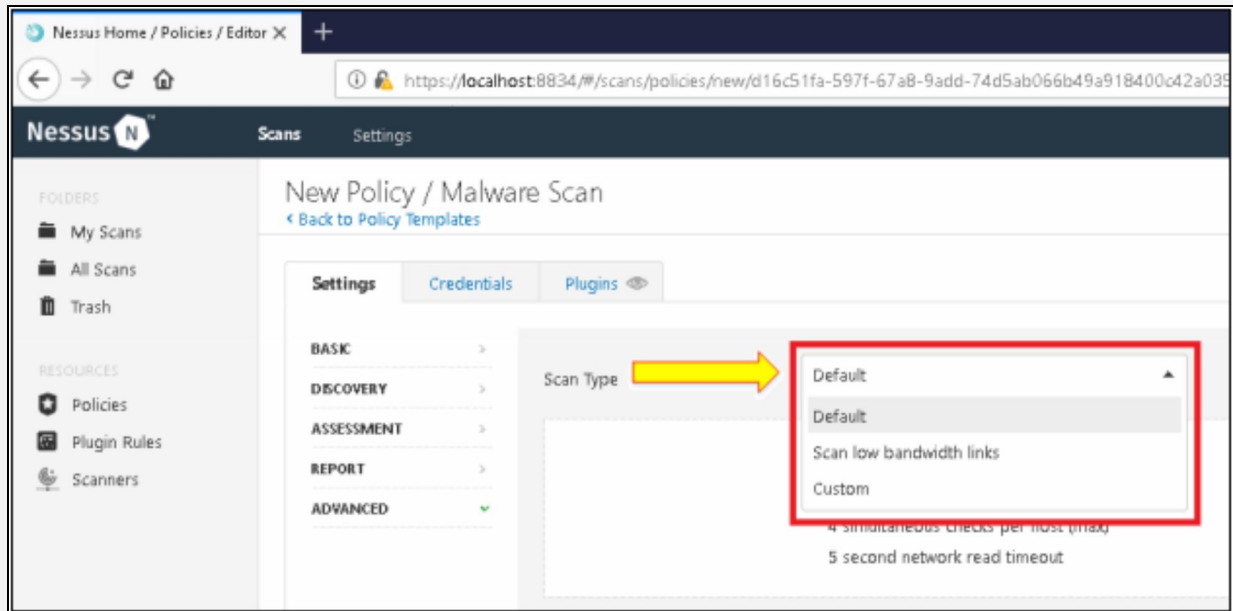 Nessus Home / Policies / Editor
https://localhost:8834/#/scans/policies/new/d16c51fa-597f-67a8-9add-74d5ab066b49a918400c42a035
Nessus N ™ Scans Settings
New Policy / Malware Scan
Back to Policy Templates
FOLDERS
My Scans
All Scans
Trash
RESOURCES
Policies
Plugin Rules
Scanners
Settings Credentials Plugins
BASIC
DISCOVERY
ASSESSMENT
REPORT
ADVANCED
Scan Type Default
Default
Scan low bandwidth links
Custom
4 simultaneous checks per host (max)
5 second network read timeout